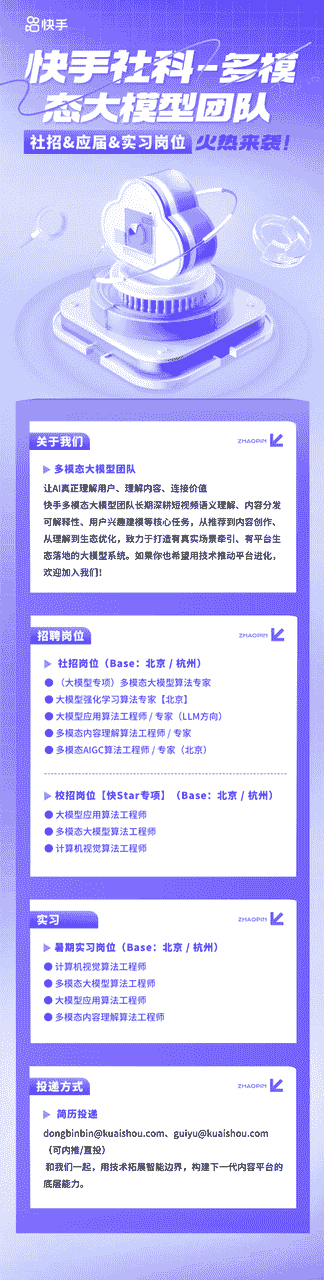 快手
快手社科--多模
态大模型团队
社招&应届&实习岗位 火热来袭!
关于我们
ZHAOPIN
多模态大模型团队
让AI真正理解用户、理解内容、连接价值
快手多模态大模型团队长期深耕短视频语义理解、内容分发
可解释性、用户兴趣建模等核心任务，从推荐到内容创作、
从理解到生态优化，致力于打造有真实场景牵引、有平台生
态落地的大模型系统。如果你也希望用技术推动平台进化，
欢迎加入我们！
招聘岗位
ZHAOPIN
社招岗位（Base：北京 / 杭州）
（大模型专项）多模态大模型算法专家
大模型强化学习算法专家【北京】
大模型应用算法工程师 / 专家（LLM方向）
多模态内容理解算法工程师 / 专家
多模态AIGC算法工程师 / 专家（北京）
校招岗位【快Star专项】（Base：北京 / 杭州）
大模型应用算法工程师
多模态大模型算法工程师
计算机视觉算法工程师
实习
ZHAOPIN
暑期实习岗位（Base：北京 / 杭州）
计算机视觉算法工程师
多模态大模型算法工程师
大模型应用算法工程师
多模态内容理解算法工程师
投递方式
ZHAOPIN
简历投递
dongbinbin@kuaishou.com、guiyu@kuaishou.com
（可内推/直投）
和我们一起，用技术拓展智能边界，构建下一代内容平台的
底层能力。